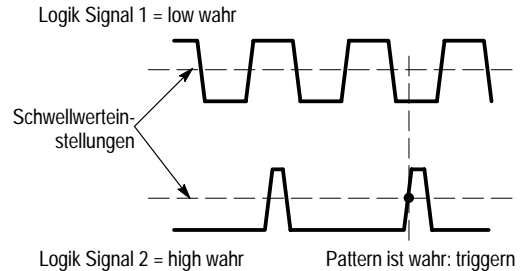 Logik Signal 1 = low wahr
Schwellwertein-
stellungen
Logik Signal 2 = high wahr
Pattern ist wahr: triggern